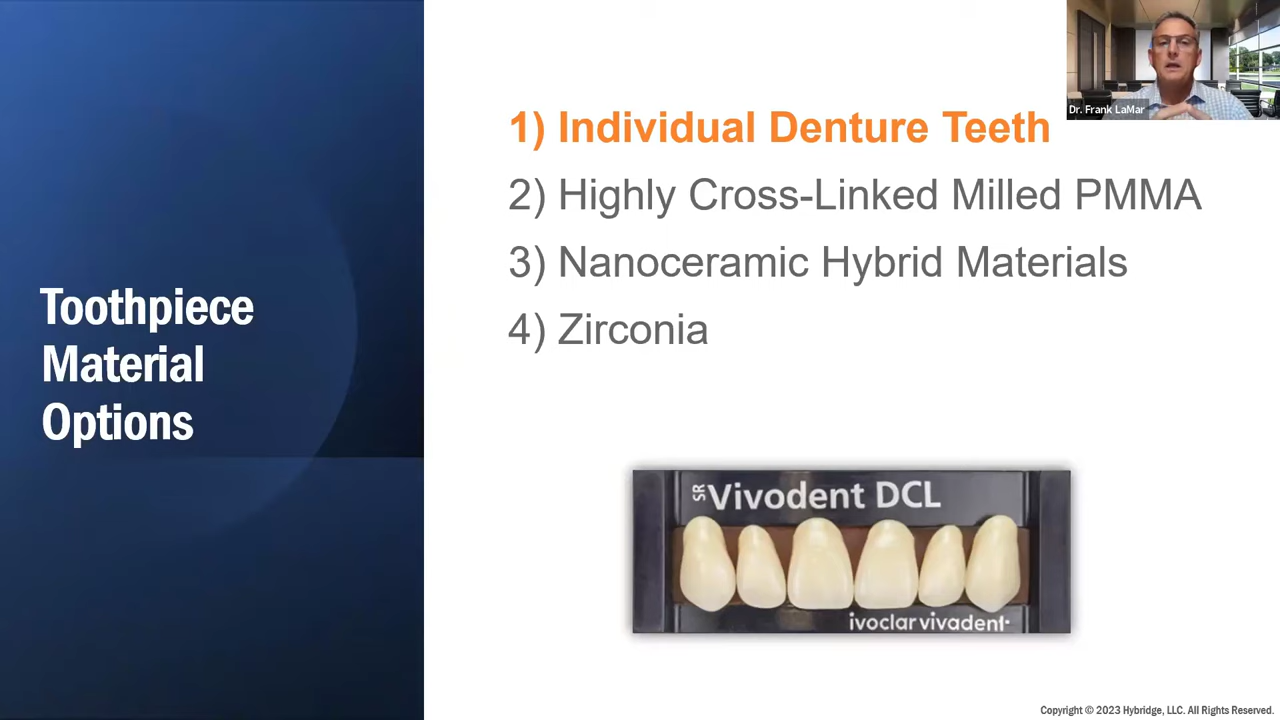 Toothpiece
Material
Options
1) Individual Denture Teeth
2) Highly Cross-Linked Milled PMMA
3) Nanoceramic Hybrid Materials
4) Zirconia
Dr. Frank LaMar
SR Vivodent DCL
ivoclar vivadent
Copyright © 2023 Hybridge, LLC. All Rights Reserved.